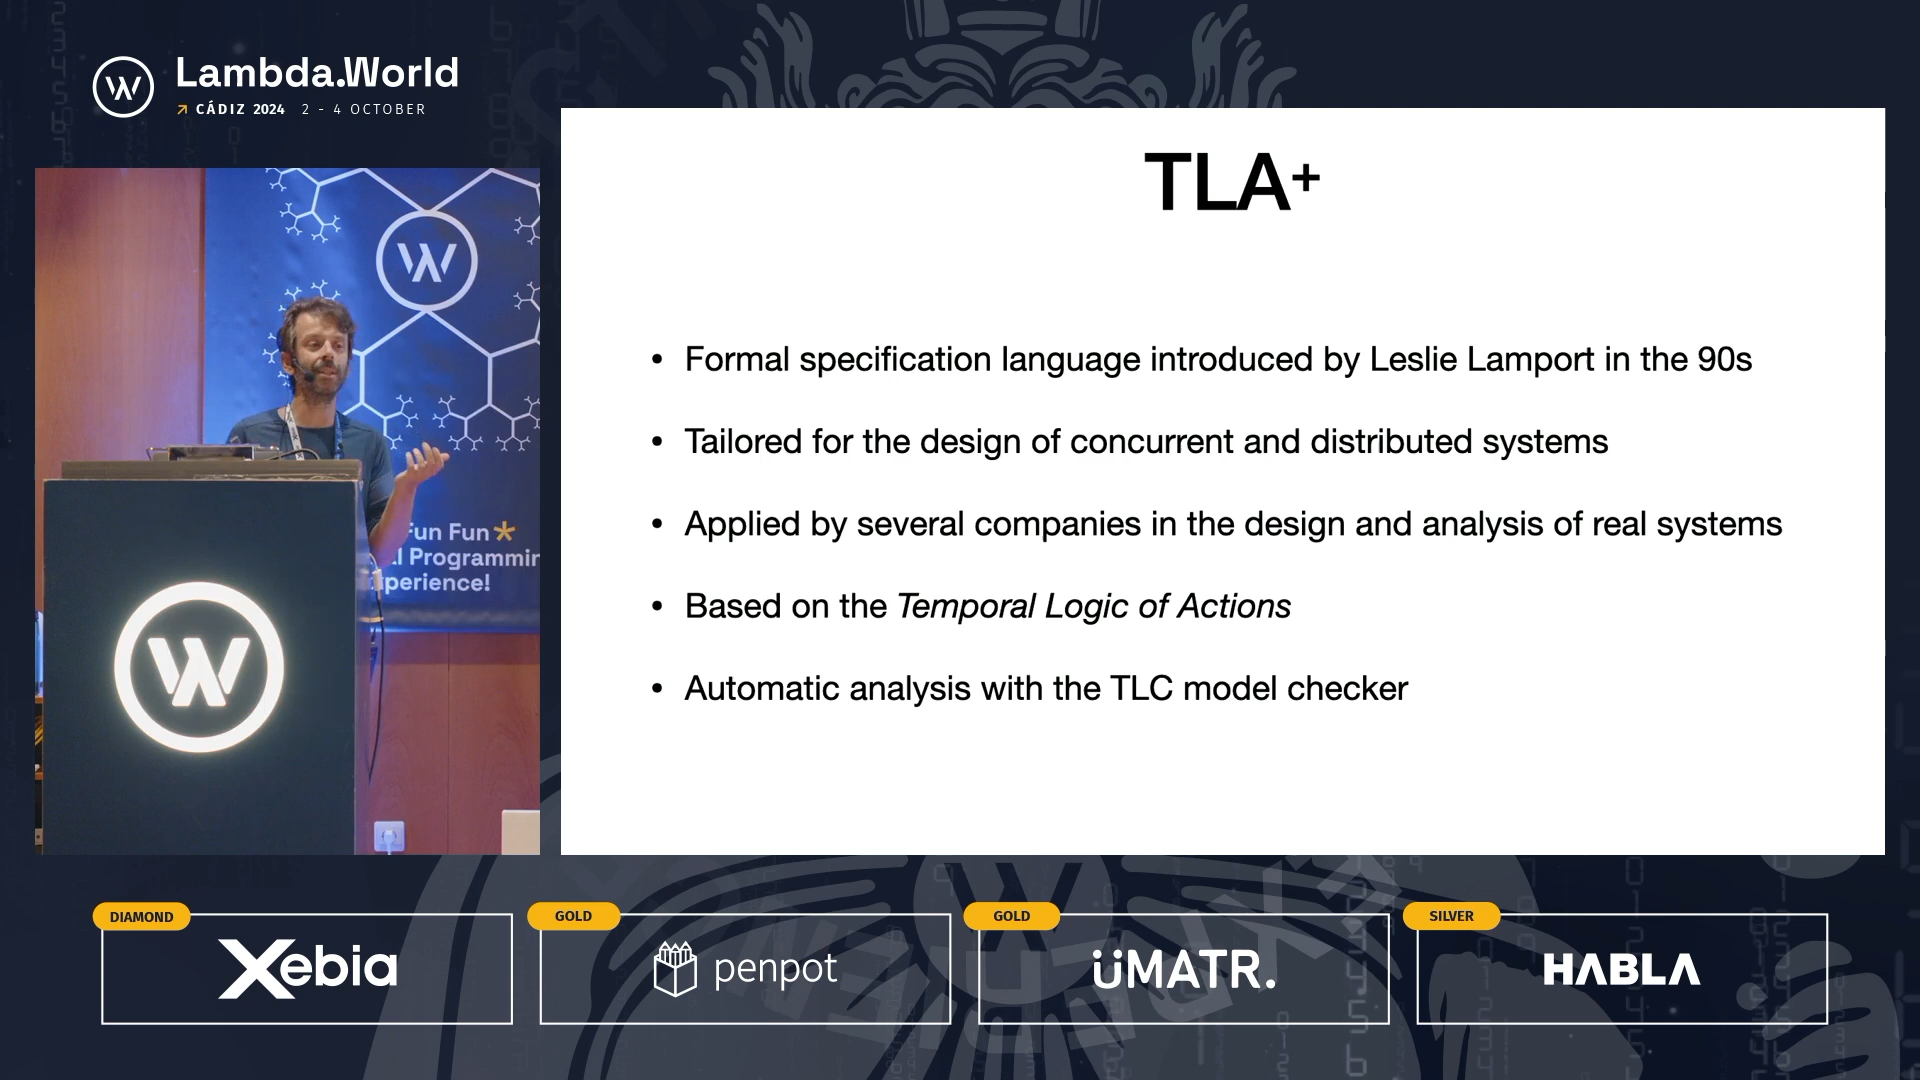 Lambda.World
CÁDIZ 2024 2 - 4 OCTOBER
TLA+
• Formal specification language introduced by Leslie Lamport in the 90s
• Tailored for the design of concurrent and distributed systems
• Applied by several companies in the design and analysis of real systems
• Based on the Temporal Logic of Actions
• Automatic analysis with the TLC model checker
Fun Fun*
l Programmin
perience!
DIAMOND
Xebia
GOLD
penpot
GOLD
üMATR.
SILVER
HABLA